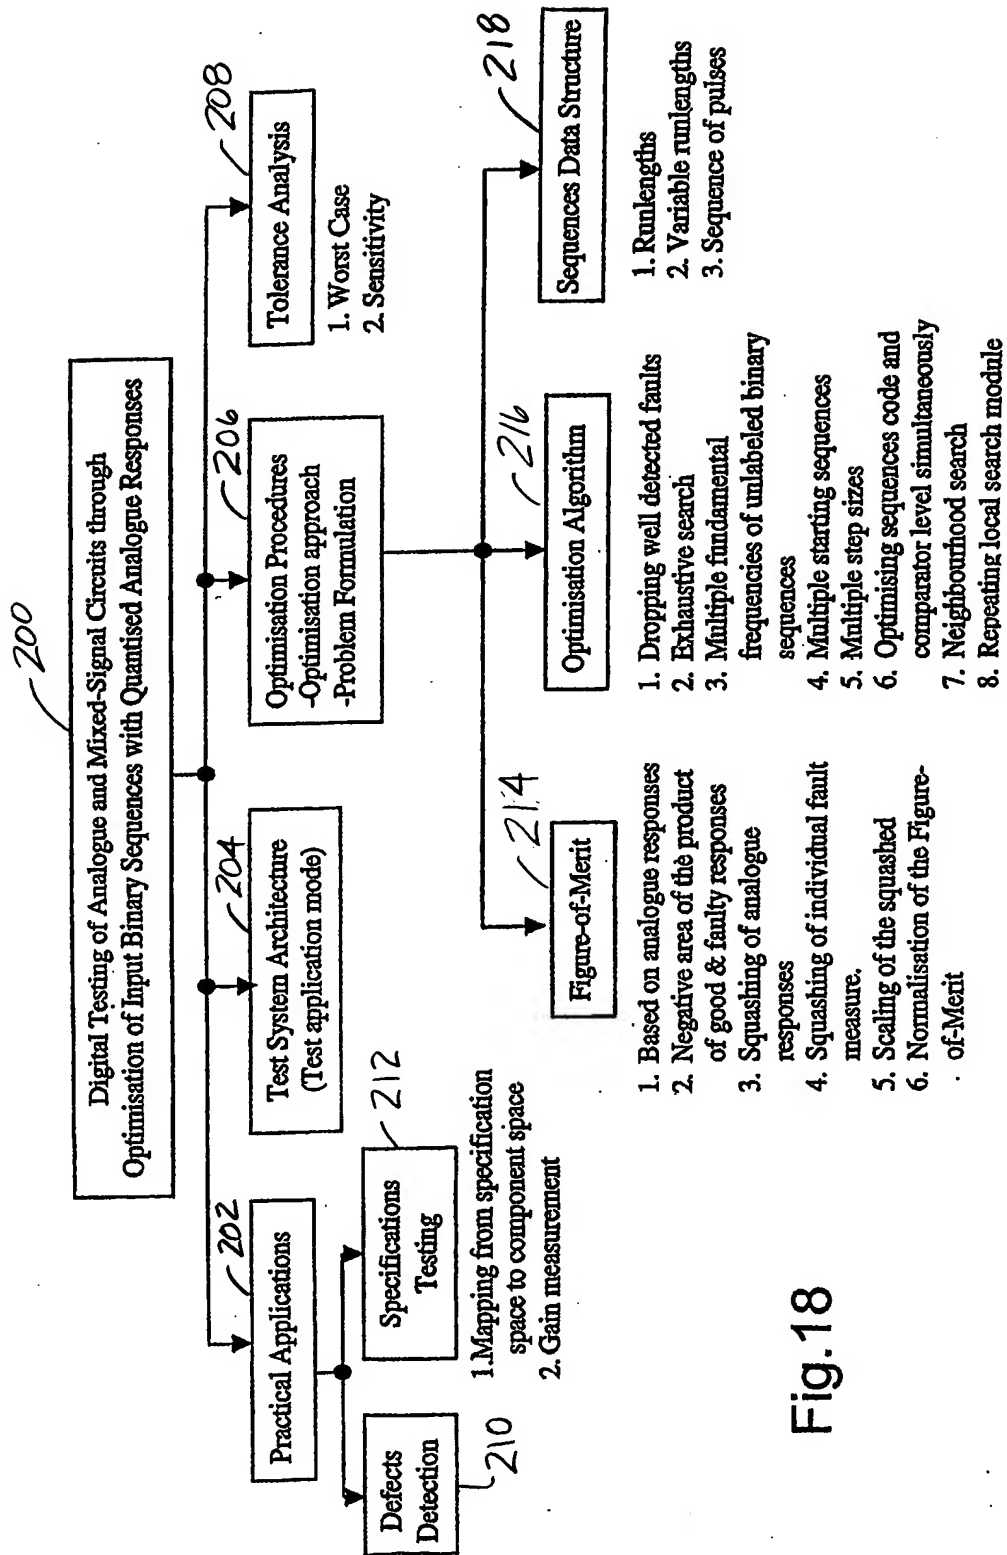 200
Digital Testing of Analogue and Mixed-Signal Circuits through
Optimisation of Input Binary Sequences with Quantised Analogue Responses
202
Practical Applications
204
Test System Architecture
(Test application mode)
206
Optimisation Procedures
-Optimisation approach
-Problem Formulation
208
Tolerance Analysis
1. Worst Case
2. Sensitivity
Defects
Detection
210
212
Specifications
Testing
1.Mapping from specification
space to component space
2. Gain measurement
214
Figure-of-Merit
1. Based on analogue responses
2. Negative area of the product
of good & faulty responses
3. Squashing of analogue
responses
4. Squashing of individual fault
measure.
5. Scaling of the squashed
6. Normalisation of the Figure-
of-Merit
216
Optimisation Algorithm
1. Dropping well detected faults
2. Exhaustive search
3. Multiple fundamental
frequencies of unlabeled binary
sequences
4. Multiple starting sequences
5. Multiple step sizes
6. Optimising sequences code and
comparator level simultaneously
7. Neighbourhood search
8. Repeating local search module
218
Sequences Data Structure
1. Runlengths
2. Variable runlengths
3. Sequence of pulses
Fig.18